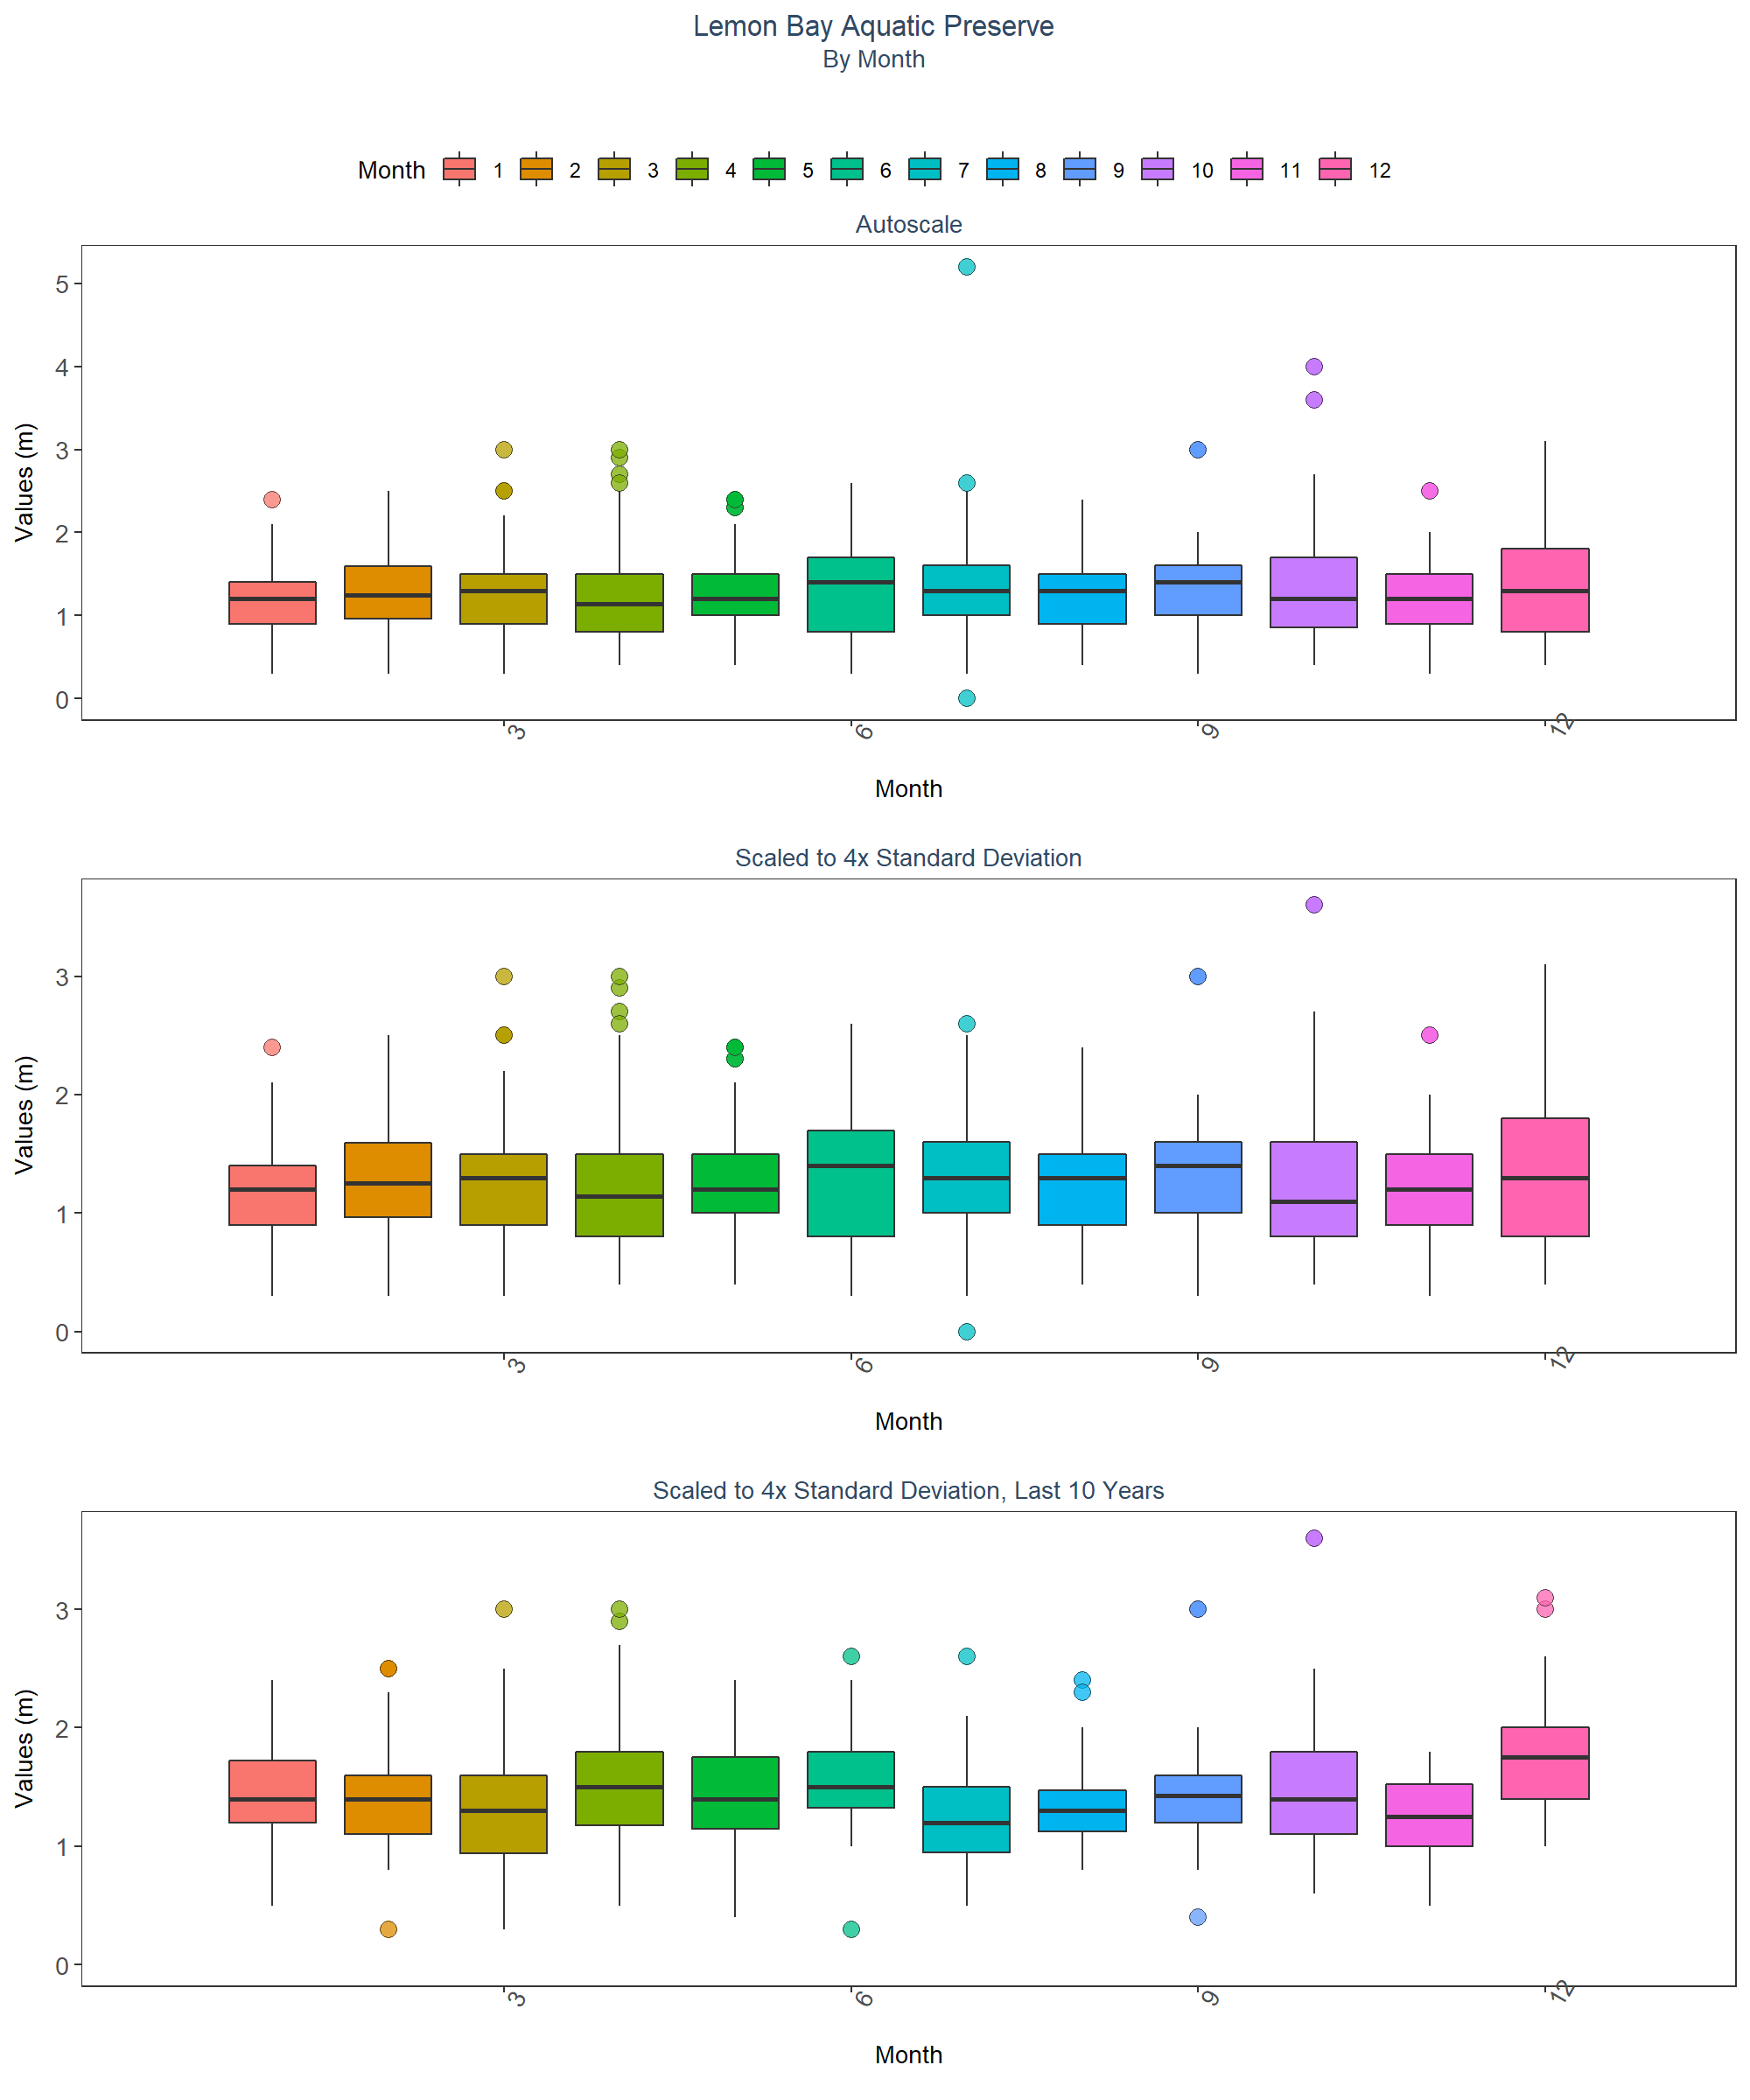 Lemon Bay Aquatic Preserve
By Month
Month 1 2 3 4 5 6 7 8 9 10 11 12
Autoscale
Values (m)
5
4
3
2
1
0
3 6 9 12
Month
Scaled to 4x Standard Deviation
Values (m)
3
2
1
0
3 6 9 12
Month
Scaled to 4x Standard Deviation, Last 10 Years
Values (m)
3
2
1
0
3 6 9 12
Month